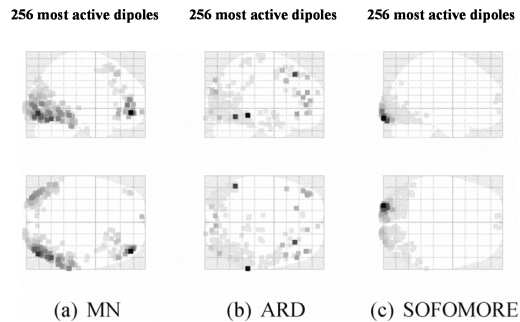 256 most active dipoles 256 most active dipoles 256 most active dipoles
(a) MN (b) ARD (c) SOFOMORE